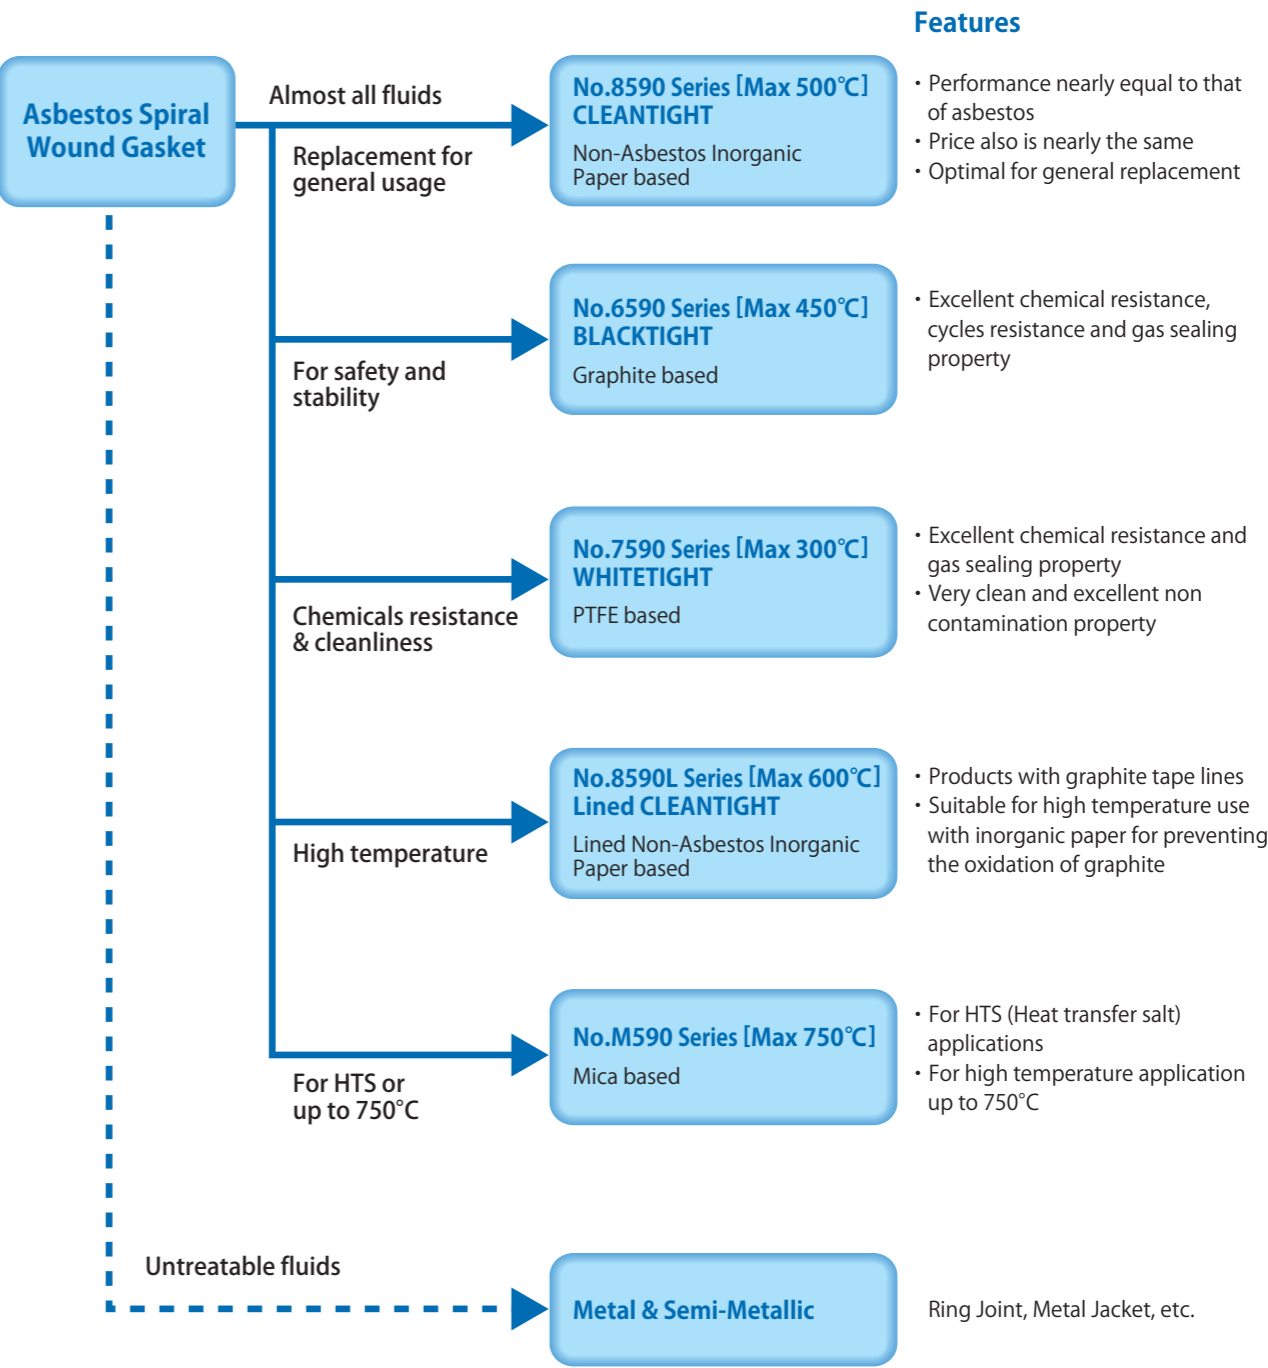 Features
Asbestos Spiral
Wound Gasket
Almost all fluids
Replacement for
general usage
No.8590 Series [Max 500℃]
CLEANTIGHT
Non-Asbestos Inorganic
Paper based
・Performance nearly equal to that
of asbestos
・Price also is nearly the same
・Optimal for general replacement
For safety and
stability
No.6590 Series [Max 450℃]
BLACKTIGHT
Graphite based
・Excellent chemical resistance,
cycles resistance and gas sealing
property
Chemicals resistance
& cleanliness
No.7590 Series [Max 300℃]
WHITETIGHT
PTFE based
・Excellent chemical resistance and
gas sealing property
・Very clean and excellent non
contamination property
High temperature
No.8590L Series [Max 600℃]
Lined CLEANTIGHT
Lined Non-Asbestos Inorganic
Paper based
・Products with graphite tape lines
・Suitable for high temperature use
with inorganic paper for preventing
the oxidation of graphite
For HTS or
up to 750°C
No.M590 Series [Max 750℃]
Mica based
・For HTS (Heat transfer salt)
applications
・For high temperature application
up to 750°C
Untreatable fluids
Metal & Semi-Metallic
Ring Joint, Metal Jacket, etc.